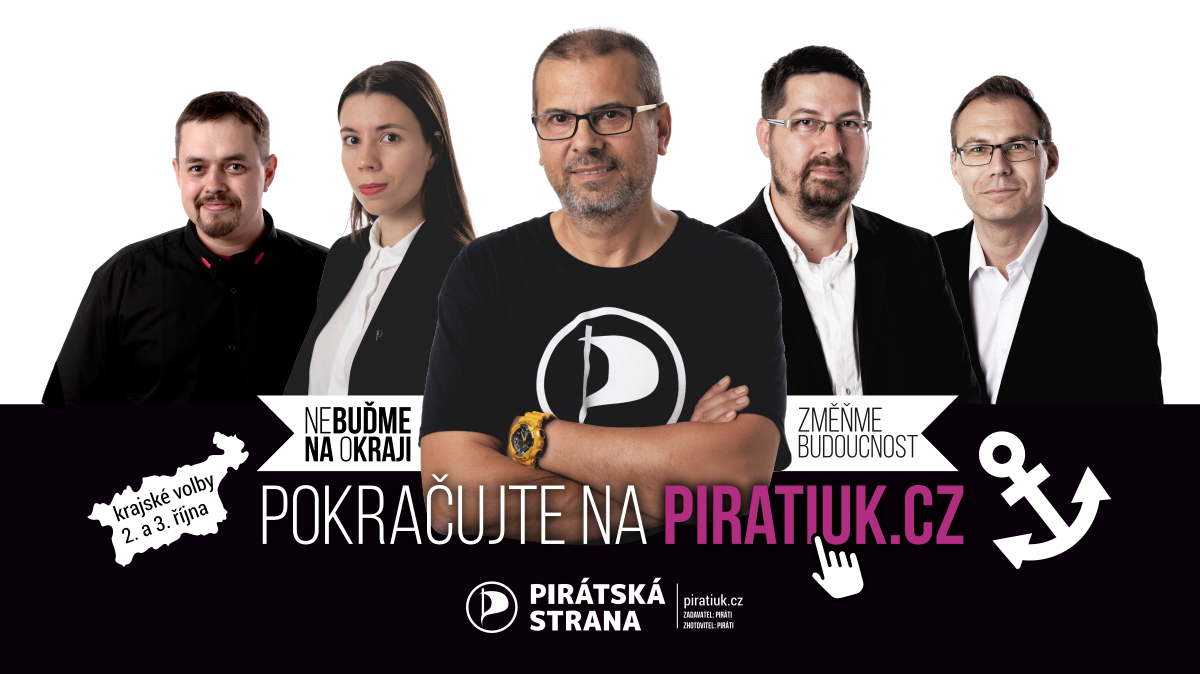 NEBUĎME
NA OKRAJI
ZMĚŇME
BUDOUCNOST
krajské volby
2. a 3. října
POKRAČUJTE NA PIRATIUK.CZ
PIRÁTSKÁ
STRANA
piratiuk.cz
ZADAVATEL: PIRÁTI
ZHOTOVITEL: PIRÁTI